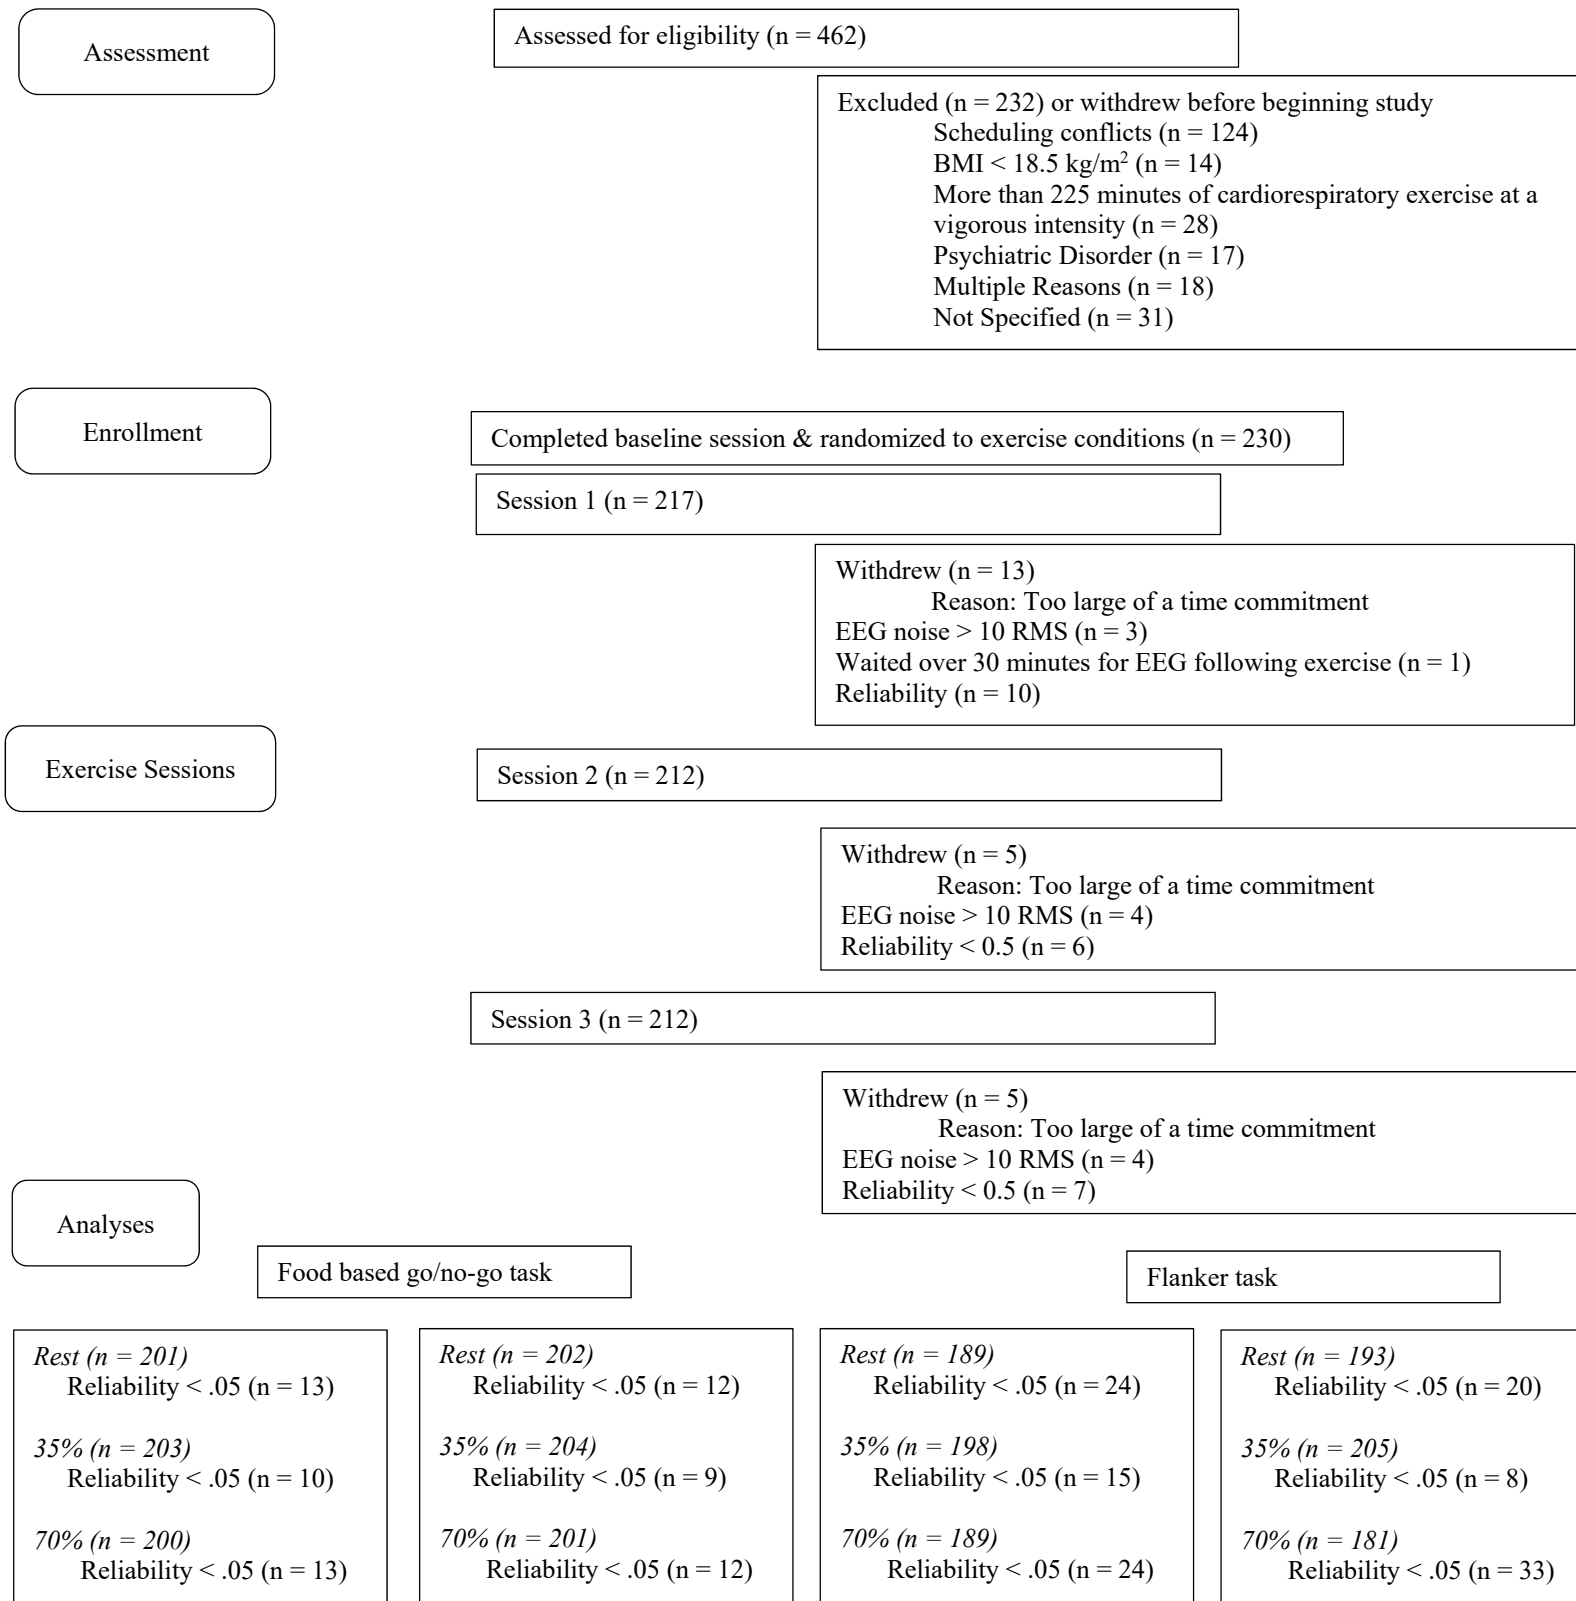 Assessment
Assessed for eligibility (n = 462)
Excluded (n = 232) or withdrew before beginning study
Scheduling conflicts (n = 124)
BMI < 18.5 kg/m² (n = 14)
More than 225 minutes of cardiorespiratory exercise at a
vigorous intensity (n = 28)
Psychiatric Disorder (n = 17)
Multiple Reasons (n = 18)
Not Specified (n = 31)
Enrollment
Completed baseline session & randomized to exercise conditions (n = 230)
Session 1 (n = 217)
Withdrew (n = 13)
Reason: Too large of a time commitment
EEG noise > 10 RMS (n = 3)
Waited over 30 minutes for EEG following exercise (n = 1)
Reliability (n = 10)
Exercise Sessions
Session 2 (n = 212)
Withdrew (n = 5)
Reason: Too large of a time commitment
EEG noise > 10 RMS (n = 4)
Reliability < 0.5 (n = 6)
Session 3 (n = 212)
Withdrew (n = 5)
Reason: Too large of a time commitment
EEG noise > 10 RMS (n = 4)
Reliability < 0.5 (n = 7)
Analyses
Food based go/no-go task
Flanker task
Rest (n = 201)
Reliability < .05 (n = 13)
35% (n = 203)
Reliability < .05 (n = 10)
70% (n = 200)
Reliability < .05 (n = 13)
Rest (n = 202)
Reliability < .05 (n = 12)
35% (n = 204)
Reliability < .05 (n = 9)
70% (n = 201)
Reliability < .05 (n = 12)
Rest (n = 189)
Reliability < .05 (n = 24)
35% (n = 198)
Reliability < .05 (n = 15)
70% (n = 189)
Reliability < .05 (n = 24)
Rest (n = 193)
Reliability < .05 (n = 20)
35% (n = 205)
Reliability < .05 (n = 8)
70% (n = 181)
Reliability < .05 (n = 33)